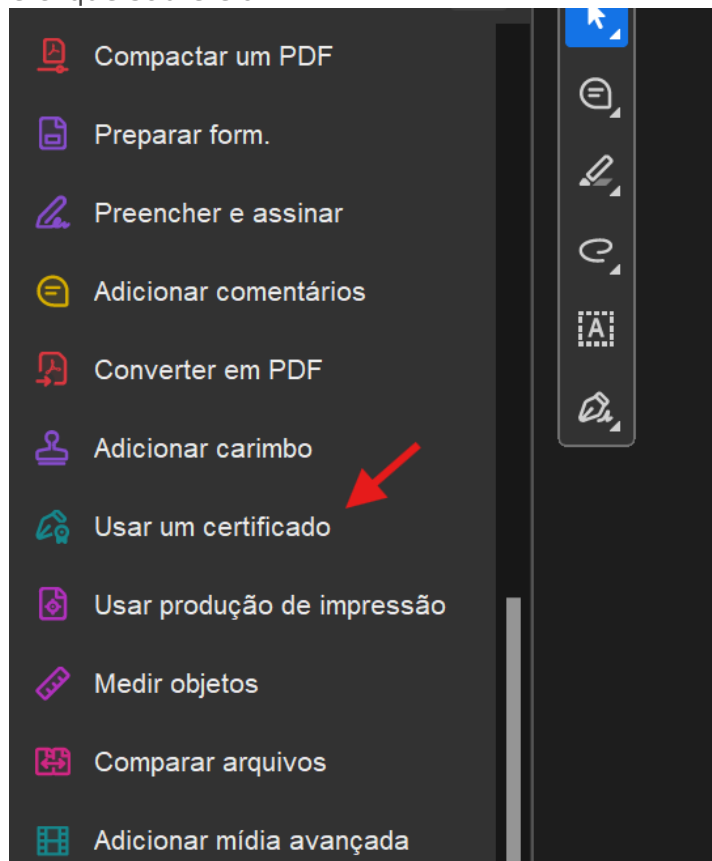 Compactar um PDF
Preparar form.
Preencher e assinar
Adicionar comentários
Converter em PDF
Adicionar carimbo
Usar um certificado
Usar produção de impressão
Medir objetos
Comparar arquivos
Adicionar mídia avançada